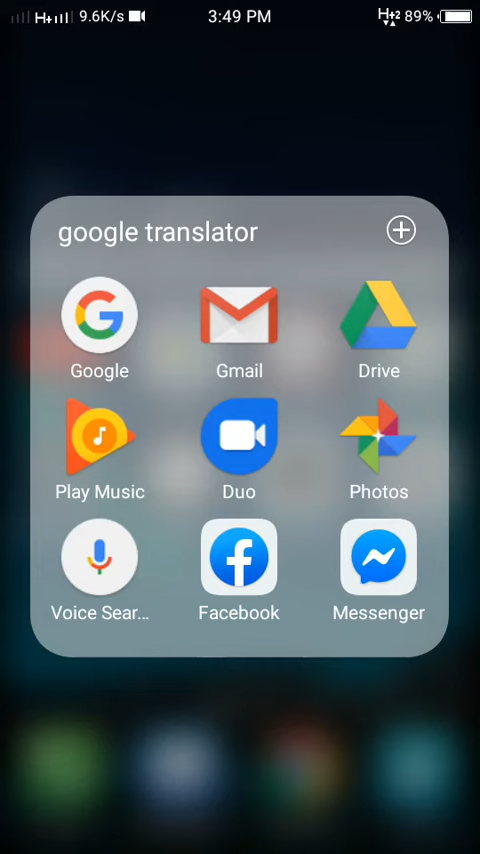 H+ 9.6K/s 3:49 PM H+2 89%
google translator
Google Gmail Drive
Play Music Duo Photos
Voice Sear... Facebook Messenger